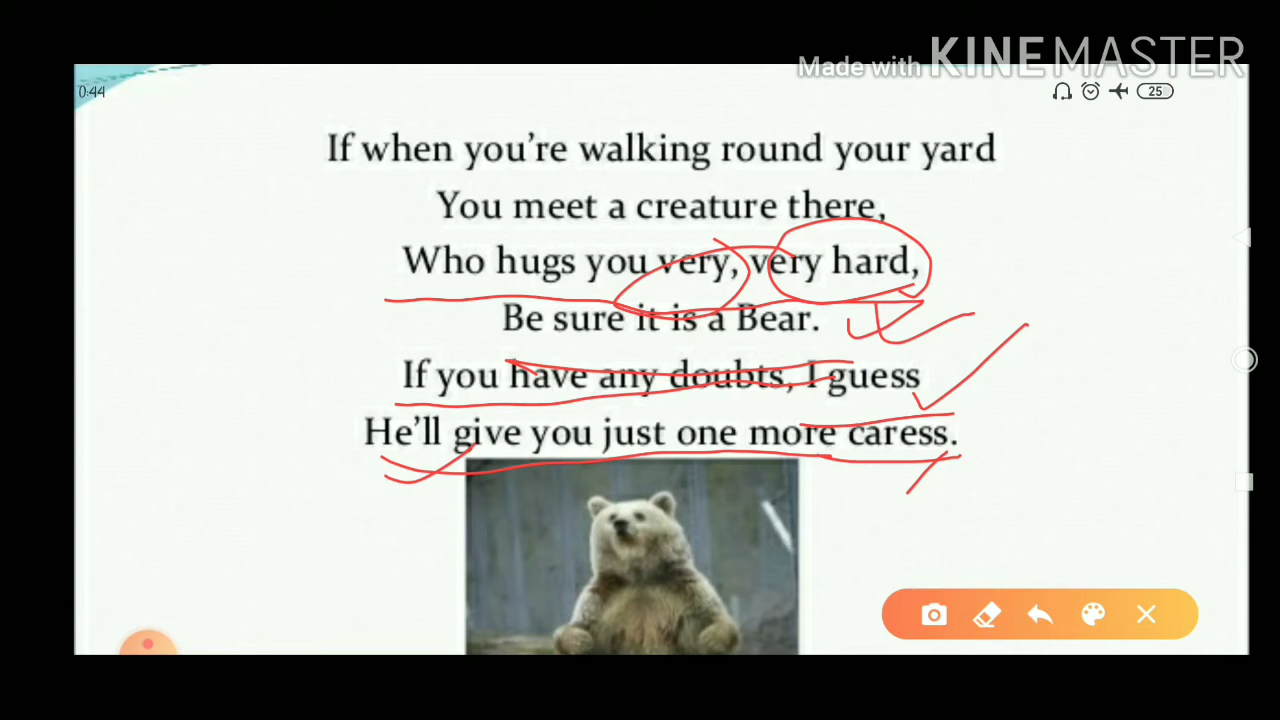 Made with KINEMASTER
0:44
25
If when you're walking round your yard
You meet a creature there,
Who hugs you very, very hard,
Be sure it is a Bear.
If you have any doubts, I guess
He'll give you just one more caress.